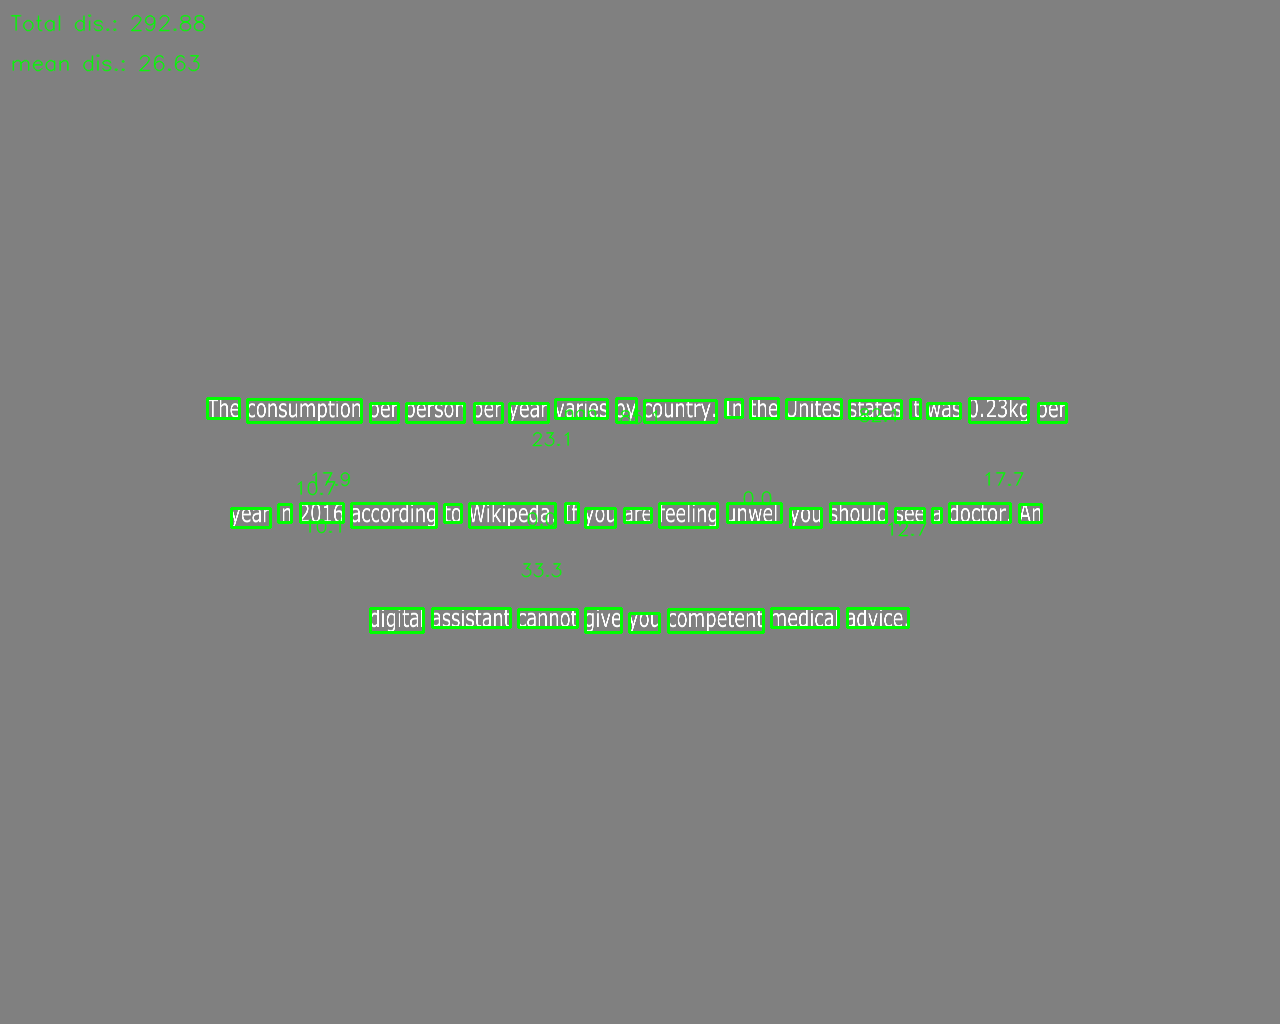 Total dis.: 292.88
mean dis.: 26.63
The consumption per person per year varies by country. In the Unites states it was 0.23kg per
23.1
17.9
10.7
17.7
0.0
year in 2016 according to Wikipeda. If you are feeling unwell you should see a doctor. An
12.7
33.3
digital assistant cannot give you competent medical advice.